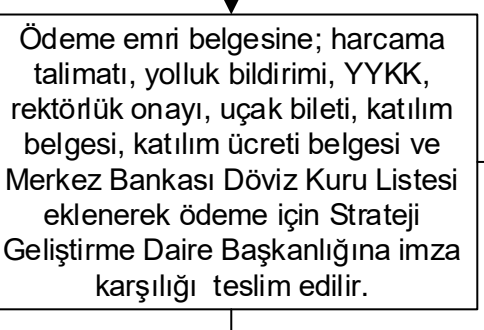 Ödeme emri belgesine; harcama
talimatı, yolluk bildirimi, YYKK,
rektörlük onayı, uçak bileti, katılım
belgesi, katılım ücreti belgesi ve
Merkez Bankası Döviz Kuru Listesi
eklenerek ödeme için Strateji
Geliştirme Daire Başkanlığına imza
karşılığı teslim edilir.